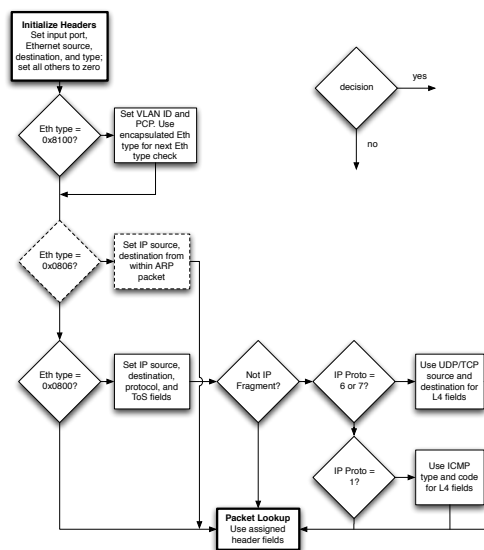 Initialize Headers
Set input port,
Ethernet source,
destination, and type;
set all others to zero
decision
yes
no
Eth type =
0x8100?
Set VLAN ID and
PCP. Use
encapsulated Eth
type for next Eth
type check
Eth type =
0x0806?
Set IP source,
destination from
within ARP
packet
Eth type =
0x0800?
Set IP source,
destination,
protocol, and
ToS fields
Not IP
Fragment?
IP Proto =
6 or 7?
Use UDP/TCP
source and
destination for
L4 fields
IP Proto =
1?
Use ICMP
type and code
for L4 fields
Packet Lookup
Use assigned
header fields